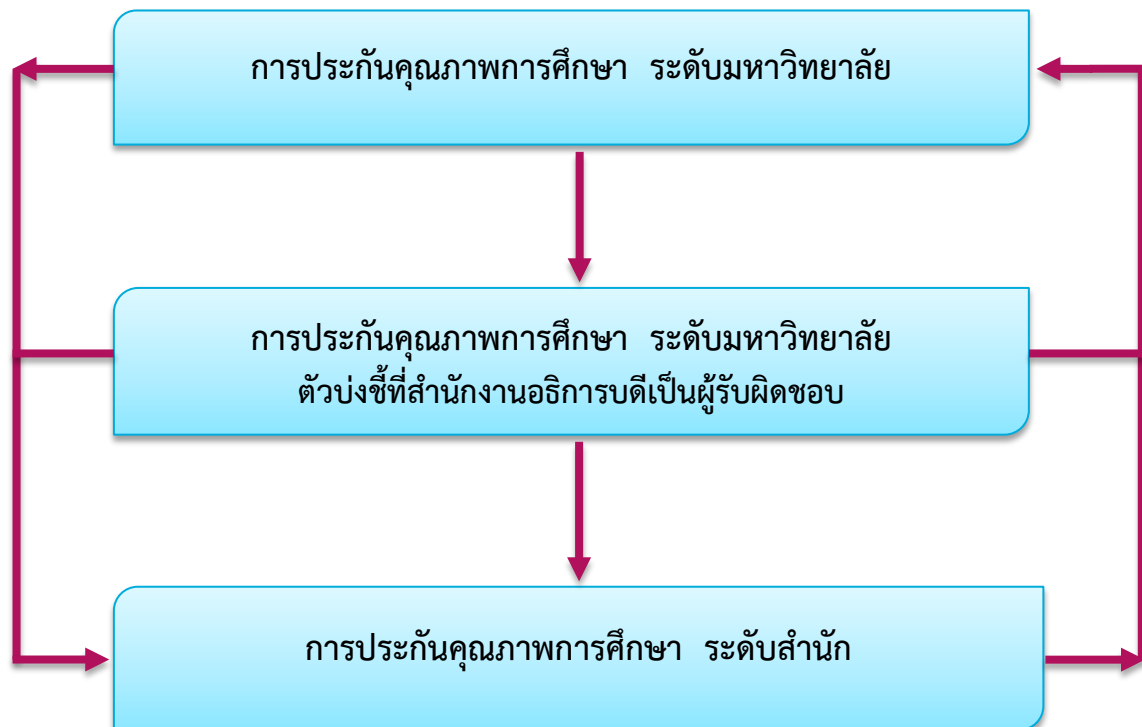 การประกันคุณภาพการศึกษา ระดับมหาวิทยาลัย
การประกันคุณภาพการศึกษา ระดับมหาวิทยาลัย
ตัวบ่งชี้ที่สำนักงานอธิการบดีเป็นผู้รับผิดชอบ
การประกันคุณภาพการศึกษา ระดับสำนัก